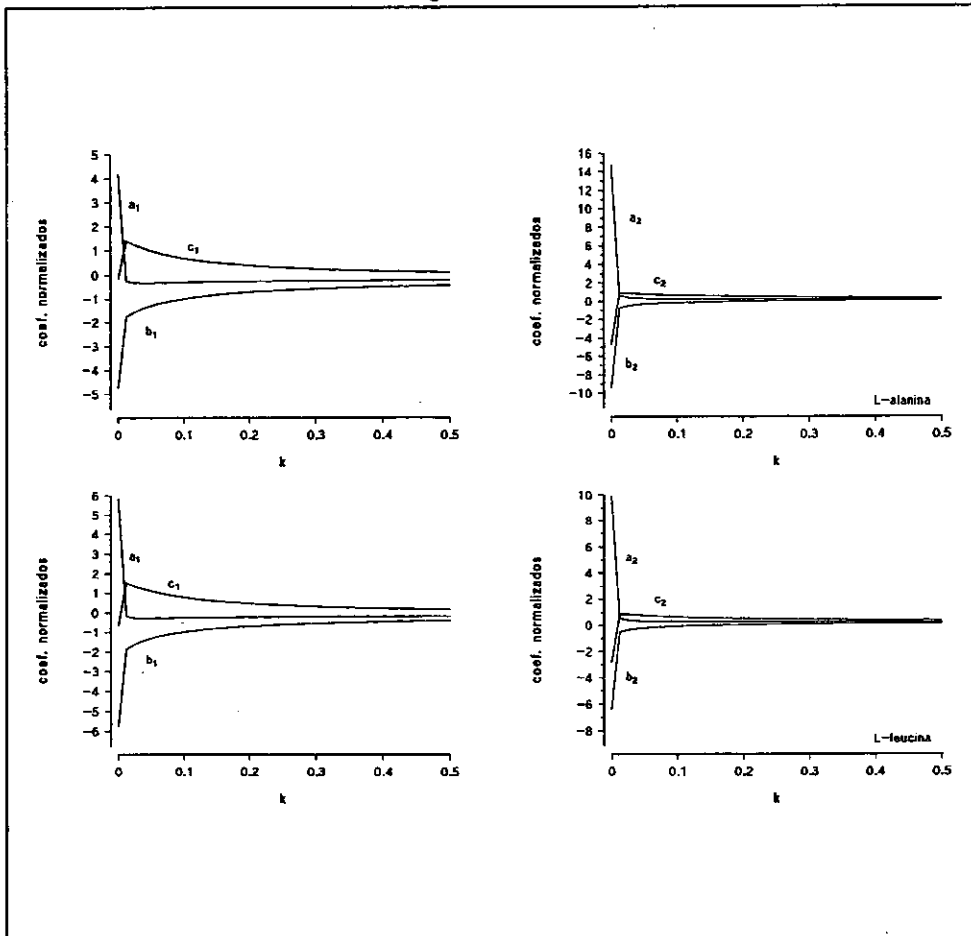 5
4
3
2
1
0
−1
−2
−3
−4
−5
coef. normalizados
a₁
c₁
b₁
0 0.1 0.2 0.3 0.4 0.5
k
16
14
12
10
8
6
4
2
0
−2
−4
−6
−8
−10
coef. normalizados
a₂
c₂
b₂
L−alanina
0 0.1 0.2 0.3 0.4 0.5
k
6
5
4
3
2
1
0
−1
−2
−3
−4
−5
−6
coef. normalizados
a₁
c₁
b₁
0 0.1 0.2 0.3 0.4 0.5
k
10
8
6
4
2
0
−2
−4
−6
−8
coef. normalizados
a₂
c₂
b₂
L−leucina
0 0.1 0.2 0.3 0.4 0.5
k